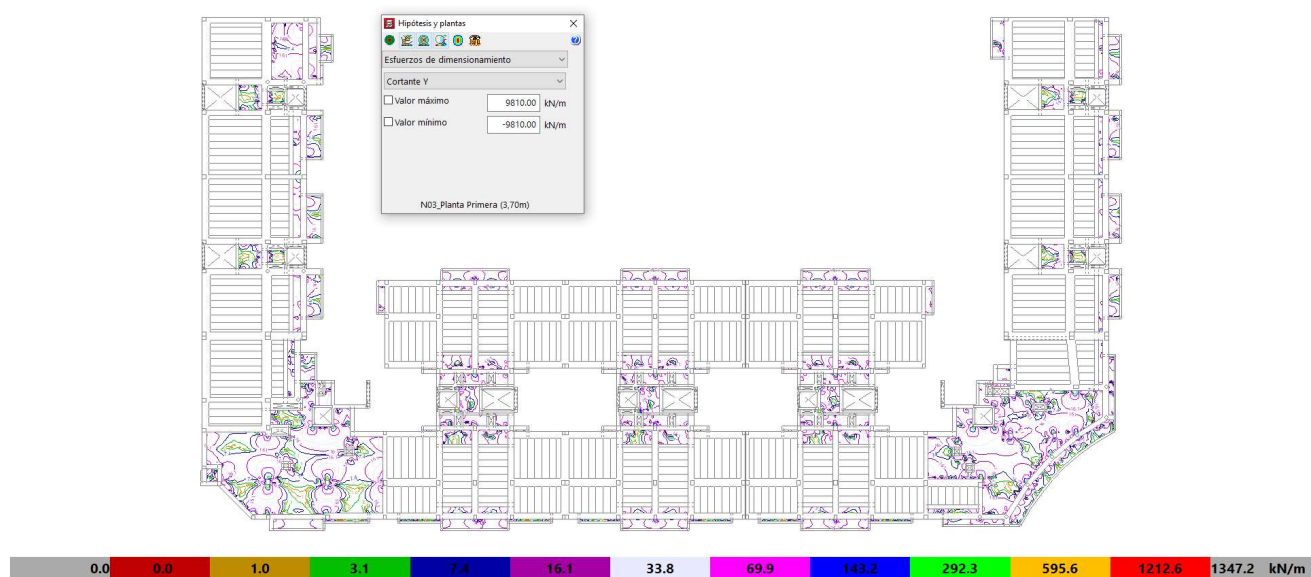 Hipótesis y plantas
Esfuerzos de dimensionamiento
Cortante Y
Valor máximo 9810.00 kN/m
Valor mínimo -9810.00 kN/m
N03_Planta Primera (3,70m)
0.0 0.0 1.0 3.1 7.4 16.1 33.8 69.9 143.2 292.3 595.6 1212.6 1347.2 kN/m